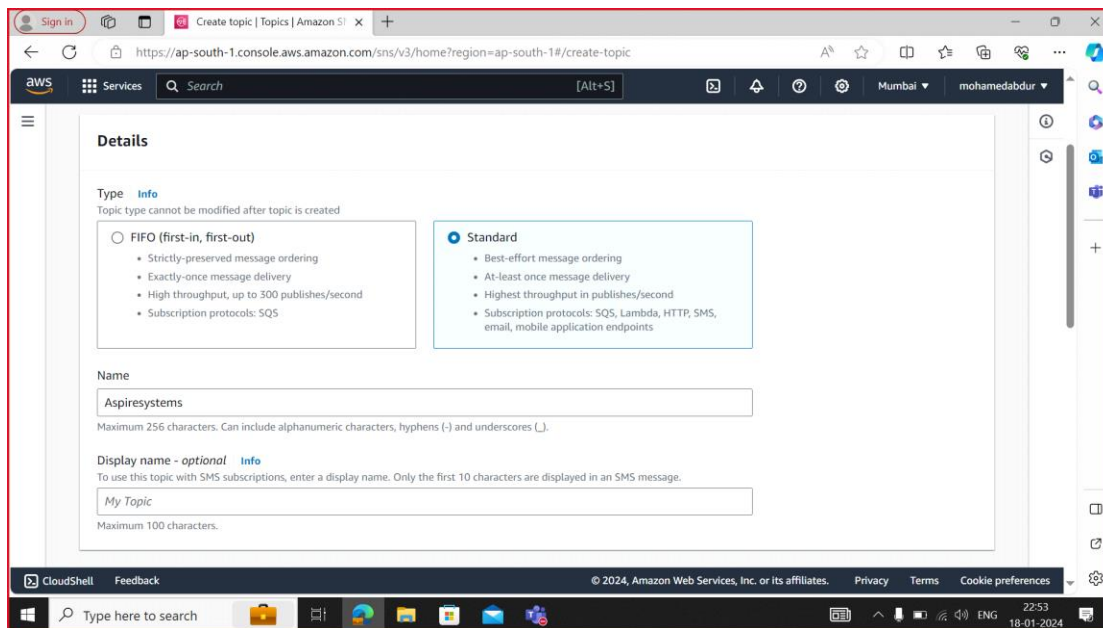 Sign in
Create topic | Topics | Amazon S
https://ap-south-1.console.aws.amazon.com/sns/v3/home?region=ap-south-1#/create-topic
aws
Services
Search
[Alt+S]
Mumbai
mohamedabdur
Details
Type Info
Topic type cannot be modified after topic is created
FIFO (first-in, first-out)
• Strictly-preserved message ordering
• Exactly-once message delivery
• High throughput, up to 300 publishes/second
• Subscription protocols: SQS
Standard
• Best-effort message ordering
• At-least once message delivery
• Highest throughput in publishes/second
• Subscription protocols: SQS, Lambda, HTTP, SMS,
email, mobile application endpoints
Name
Aspiresystems
Maximum 256 characters. Can include alphanumeric characters, hyphens (-) and underscores (_).
Display name - optional Info
To use this topic with SMS subscriptions, enter a display name. Only the first 10 characters are displayed in an SMS message.
My Topic
Maximum 100 characters.
CloudShell
Feedback
© 2024, Amazon Web Services, Inc. or its affiliates.
Privacy
Terms
Cookie preferences
Type here to search
ENG
22:53
18-01-2024